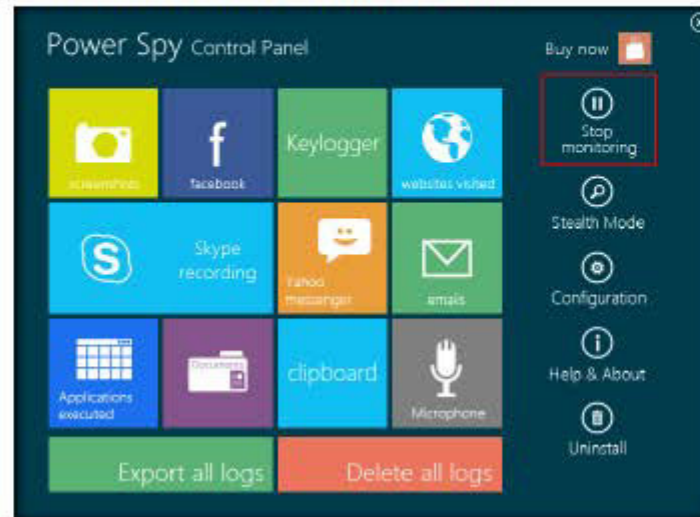 Power Spy Control Panel
Buy now
Stop
monitoring
screenshots
f
facebook
Keylogger
websites visited
Stealth Mode
S
Skype
recording
Yahoo
messenger
emails
Configuration
Applications
executed
Documents
clipboard
Microphone
Help & About
Export all logs
Delete all logs
Uninstall